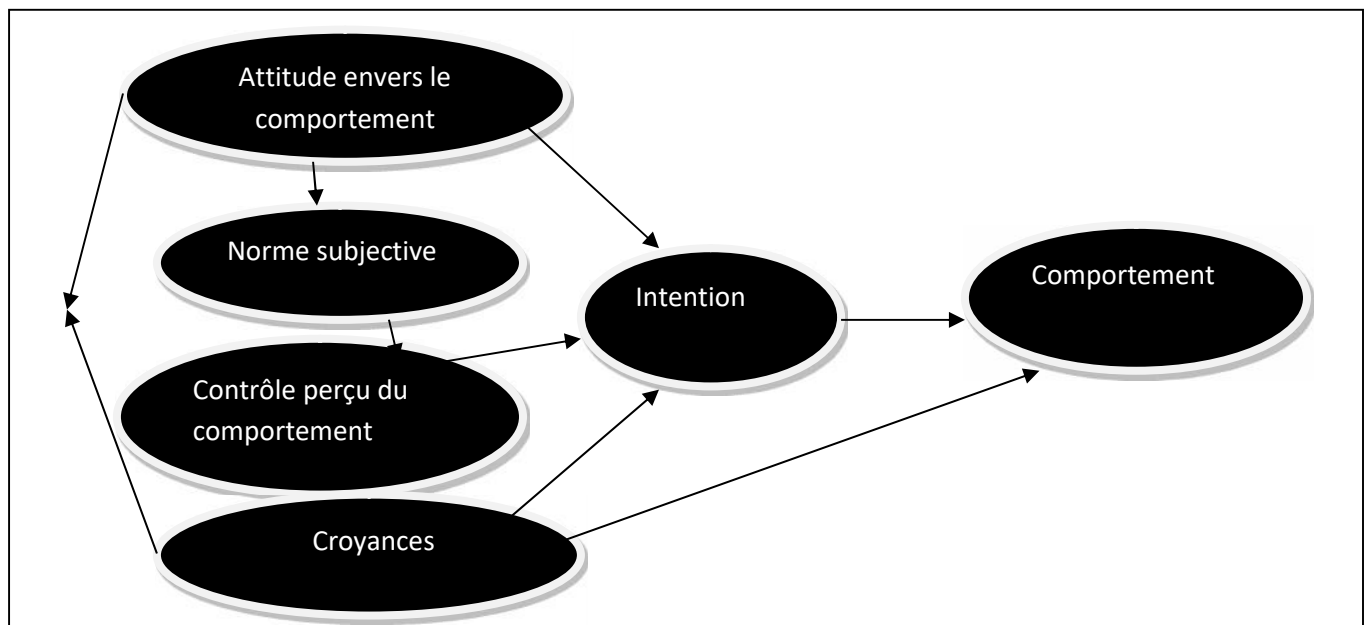 Attitude envers le
comportement
Norme subjective
Intention
Comportement
Contrôle perçu du
comportement
Croyances